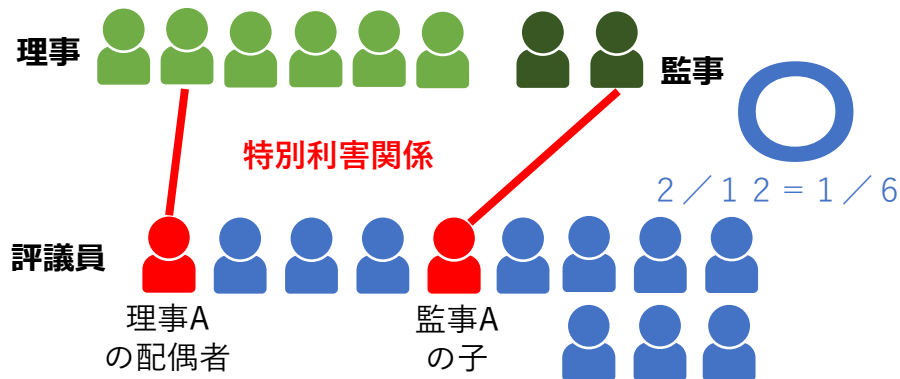 理事
監事
特別利害関係
２／１２＝１／６
評議員
理事A
の配偶者
監事A
の子